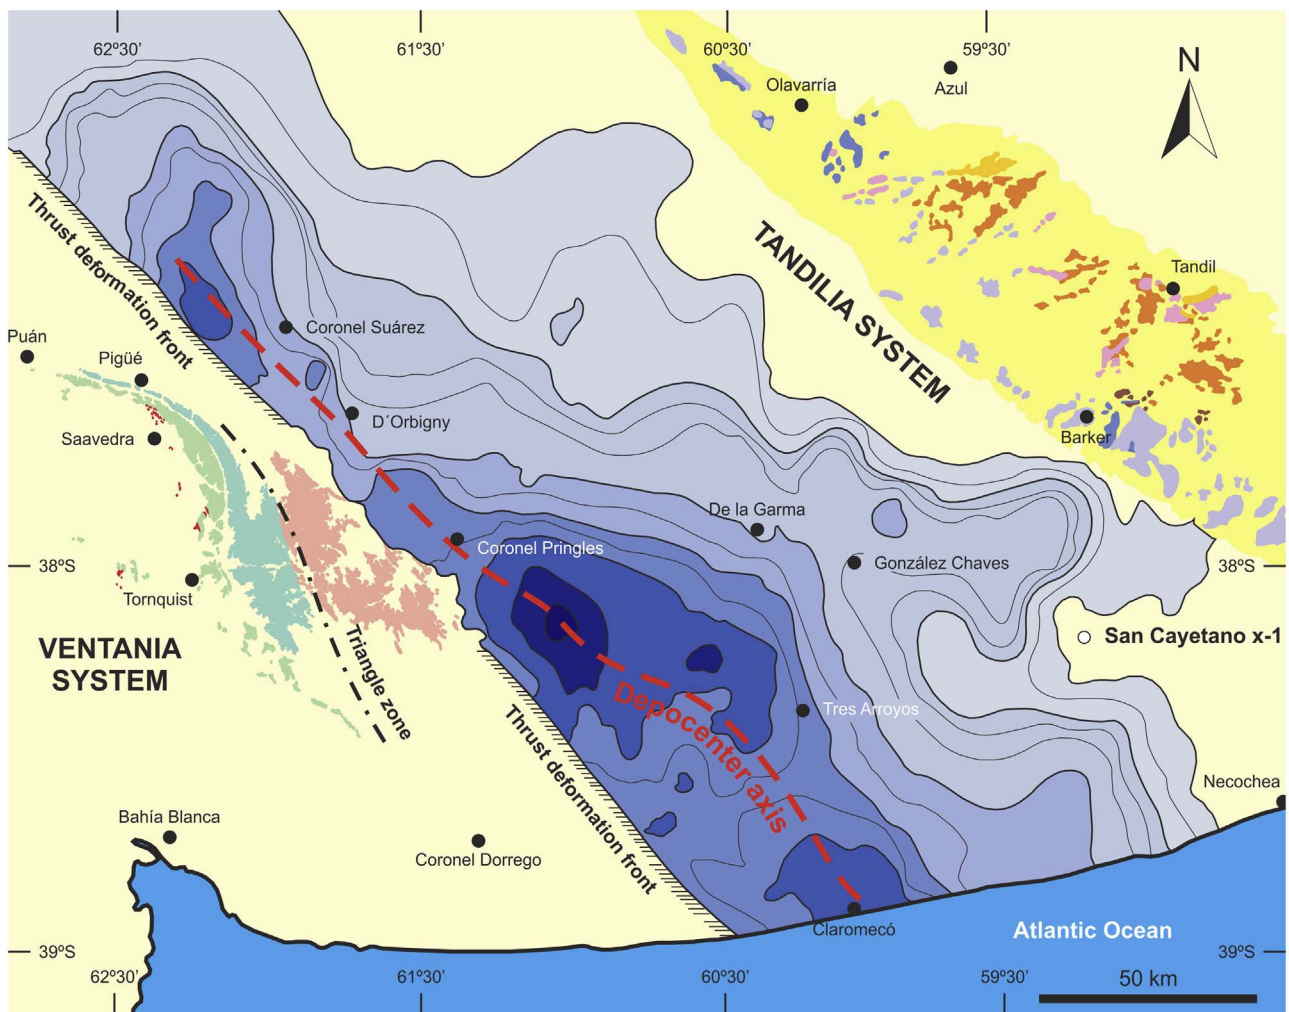 62º30’
61º30’
60º30’
59º30’
N
Olavarría
Azul
Thrust deformation front
TANDILIA SYSTEM
Tandil
Puán
Pigüé
Coronel Suárez
D´Orbigny
Saavedra
Barker
De la Garma
Coronel Pringles
González Chaves
38ºS
38ºS
Tornquist
VENTANIA
SYSTEM
Triangle zone
San Cayetano x-1
Depocenter axis
Tres Arroyos
Thrust deformation front
Necochea
Bahía Blanca
Coronel Dorrego
Claromecó
Atlantic Ocean
39ºS
39ºS
62º30’
61º30’
60º30’
59º30’
50 km